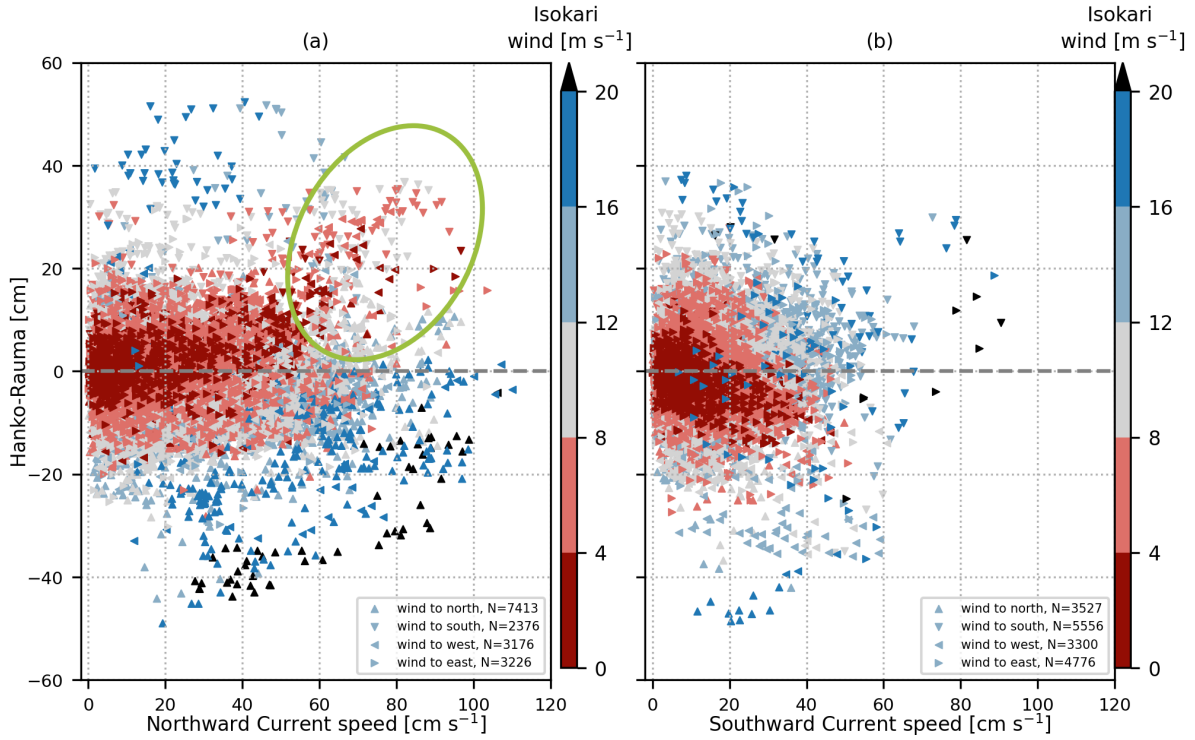 Isokari
(a)
wind [m s⁻¹]
60
40
20
0
−20
−40
−60
Hanko-Rauma [cm]
0
20
40
60
80
100
120
Northward Current speed [cm s⁻¹]
wind to north, N=7413
wind to south, N=2376
wind to west, N=3176
wind to east, N=3226
20
16
12
8
4
0
Isokari
(b)
wind [m s⁻¹]
0
20
40
60
80
100
120
Southward Current speed [cm s⁻¹]
wind to north, N=3527
wind to south, N=5556
wind to west, N=3300
wind to east, N=4776
20
16
12
8
4
0